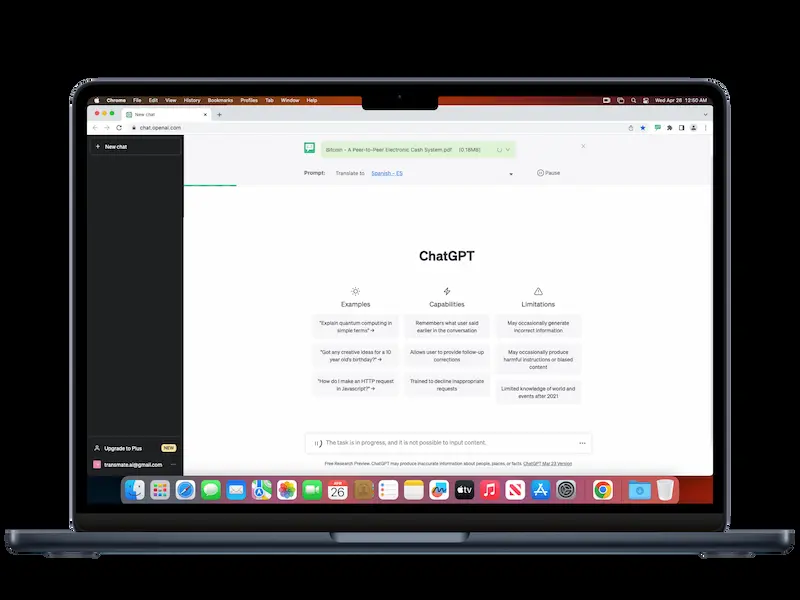 Chrome File Edit View History Bookmarks Profiles Tab Window Help Wed Apr 26 12:50 AM
New chat
chat.openai.com
+ New chat
Bitcoin - A Peer-to-Peer Electronic Cash System.pdf (0.18MB)
Prompt: Translate to Spanish - ES Pause
ChatGPT
Examples
"Explain quantum computing in
simple terms" →
"Got any creative ideas for a 10
year old's birthday?" →
"How do I make an HTTP request
in Javascript?" →
Capabilities
Remembers what user said
earlier in the conversation
Allows user to provide follow-up
corrections
Trained to decline inappropriate
requests
Limitations
May occasionally generate
incorrect information
May occasionally produce
harmful instructions or biased
content
Limited knowledge of world and
events after 2021
The task is in progress, and it is not possible to input content.
Free Research Preview. ChatGPT may produce inaccurate information about people, places, or facts. ChatGPT Mar 23 Version
Upgrade to Plus NEW
transmate.ai@gmail.com
APR
26
tv